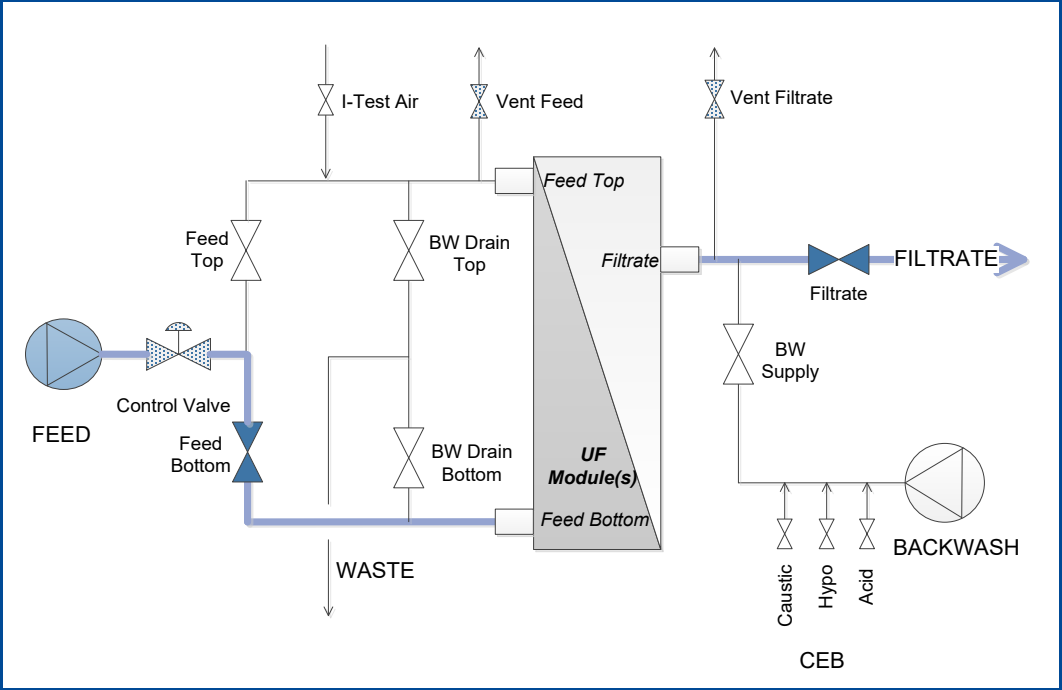 I-Test Air
Vent Feed
Vent Filtrate
Feed Top
Feed
Top
BW Drain
Top
Filtrate
FILTRATE
Filtrate
BW
Supply
Control Valve
FEED
Feed
Bottom
BW Drain
Bottom
UF
Module(s)
Feed Bottom
WASTE
BACKWASH
Caustic
Hypo
Acid
CEB